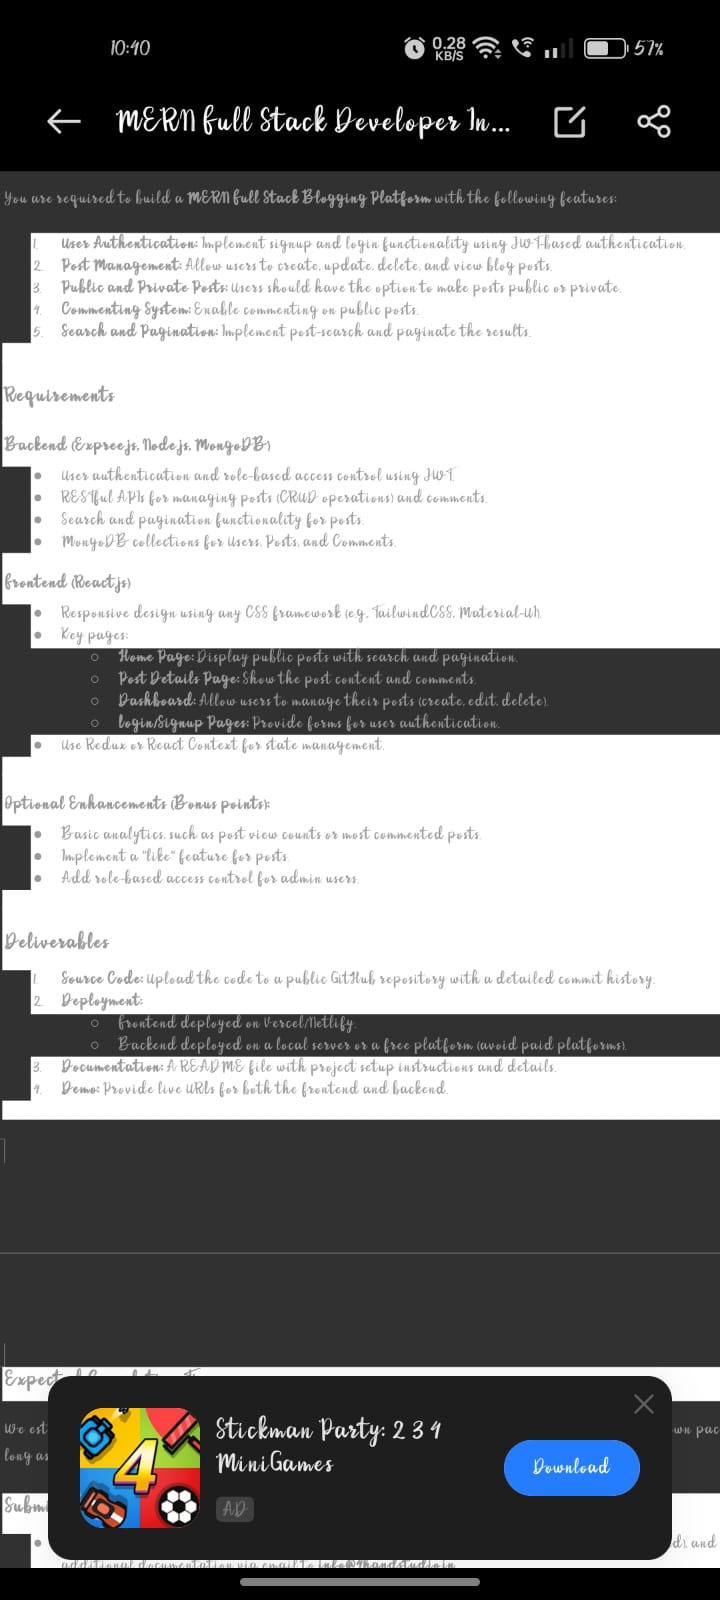 10:40
0.28
KB/S
57%
MERN Full Stack Developer In...
You are required to build a MERN Full Stack Blogging Platform with the following features:
1. User Authentication: Implement signup and login functionality using JWT-based authentication.
2. Post Management: Allow users to create, update, delete, and view blog posts.
3. Public and Private Posts: Users should have the option to make posts public or private.
4. Commenting System: Enable commenting on public posts.
5. Search and Pagination: Implement post-search and paginate the results.
Requirements
Backend (Expree.js, Node.js, MongoDB)
● User authentication and role-based access control using JWT.
● RESTful APIs for managing posts (CRUD operations) and comments.
● Search and pagination functionality for posts.
● MongoDB collections for Users, Posts, and Comments.
Frontend (React.js)
● Responsive design using any CSS framework (e.g., TailwindCSS, Material-UI).
● Key pages:
○ Home Page: Display public posts with search and pagination.
○ Post Details Page: Show the post content and comments.
○ Dashboard: Allow users to manage their posts (create, edit, delete).
○ Login/Signup Pages: Provide forms for user authentication.
● Use Redux or React Context for state management.
Optional Enhancements (Bonus points):
● Basic analytics, such as post view counts or most commented posts.
● Implement a "like" feature for posts.
● Add role-based access control for admin users.
Deliverables
1. Source Code: Upload the code to a public GitHub repository with a detailed commit history.
2. Deployment:
○ Frontend deployed on Vercel/Netlify.
○ Backend deployed on a local server or a free platform (avoid paid platforms).
3. Documentation: A README file with project setup instructions and details.
4. Demo: Provide live URLs for both the frontend and backend.
We est
long as
Stickman Party: 2 3 4
MiniGames
AD
Download
4
and
additional documentation via email to